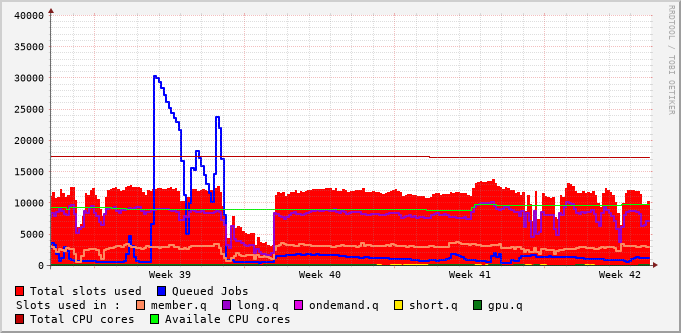 40000
35000
30000
25000
20000
15000
10000
5000
0
Week 39 Week 40 Week 41 Week 42
RRDTOOL / TOBI OETIKER
Total slots used Queued Jobs
Slots used in : member.q long.q ondemand.q short.q gpu.q
Total CPU cores Availale CPU cores